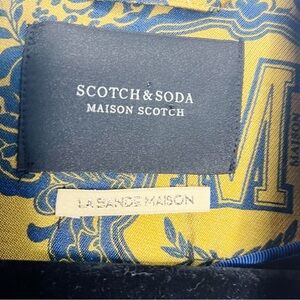 SCOTCH & SODA
MAISON SCOTCH
M
LA BANDE MAISON